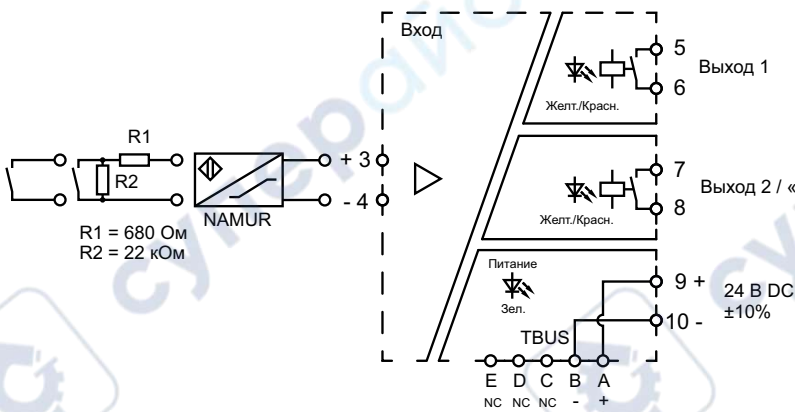 Вход
5
6
Выход 1
Желт./Красн.
R1
R2
+ 3
- 4
NAMUR
R1 = 680 Ом
R2 = 22 кОм
7
8
Выход 2 / «
Желт./Красн.
Питание
Зел.
9 +
10 -
24 В DC
±10%
TBUS
E D C B A
NC NC NC - +